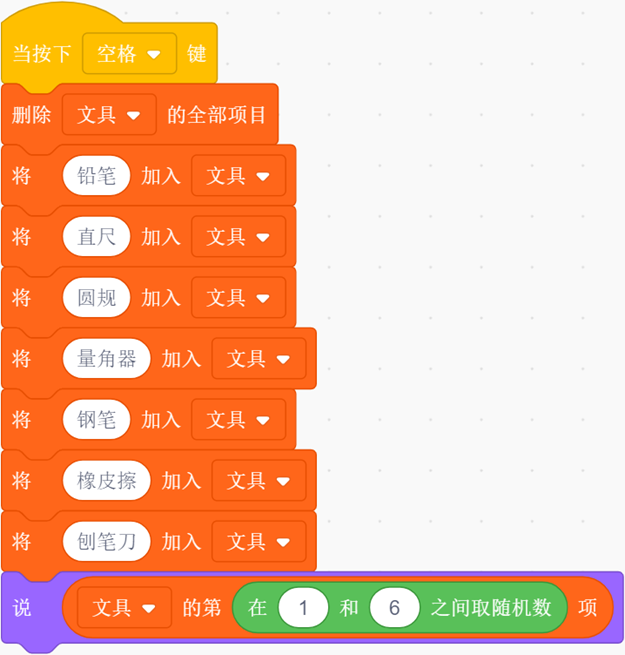 当按下 空格 键
删除 文具 的全部项目
将 铅笔 加入 文具
将 直尺 加入 文具
将 圆规 加入 文具
将 量角器 加入 文具
将 钢笔 加入 文具
将 橡皮擦 加入 文具
将 刨笔刀 加入 文具
说 文具 的第 在 1 和 6 之间取随机数 项